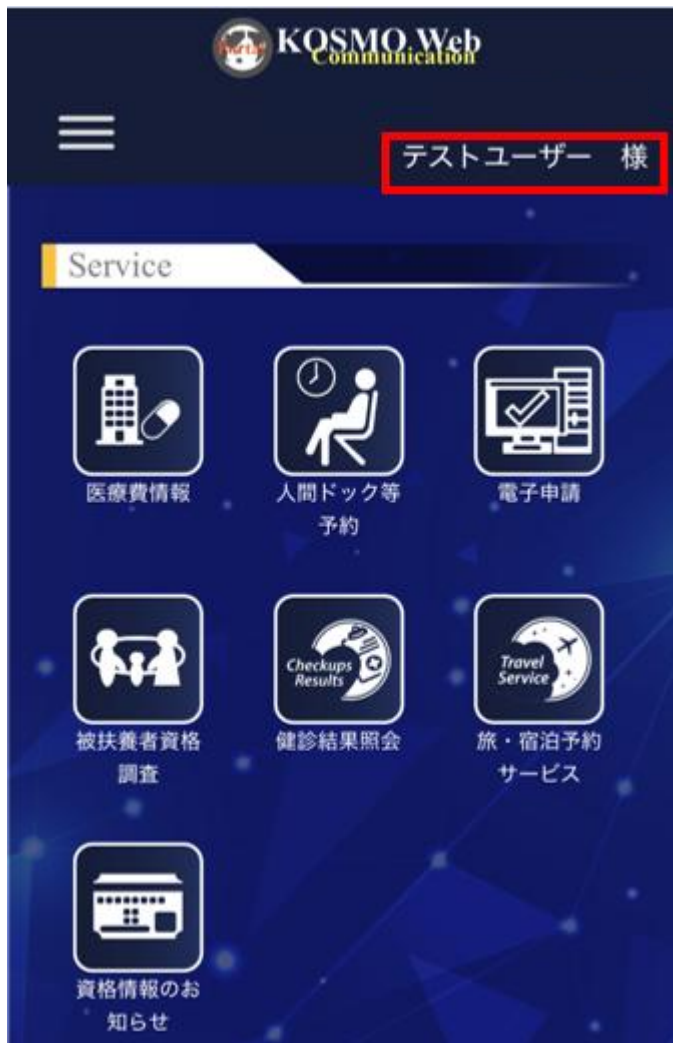 Portal
KOSMO Web
Communication
テストユーザー　様
Service
医療費情報
人間ドック等
予約
電子申請
被扶養者資格
調査
Checkups
Results
健診結果照会
Travel
Service
旅・宿泊予約
サービス
資格情報のお
知らせ